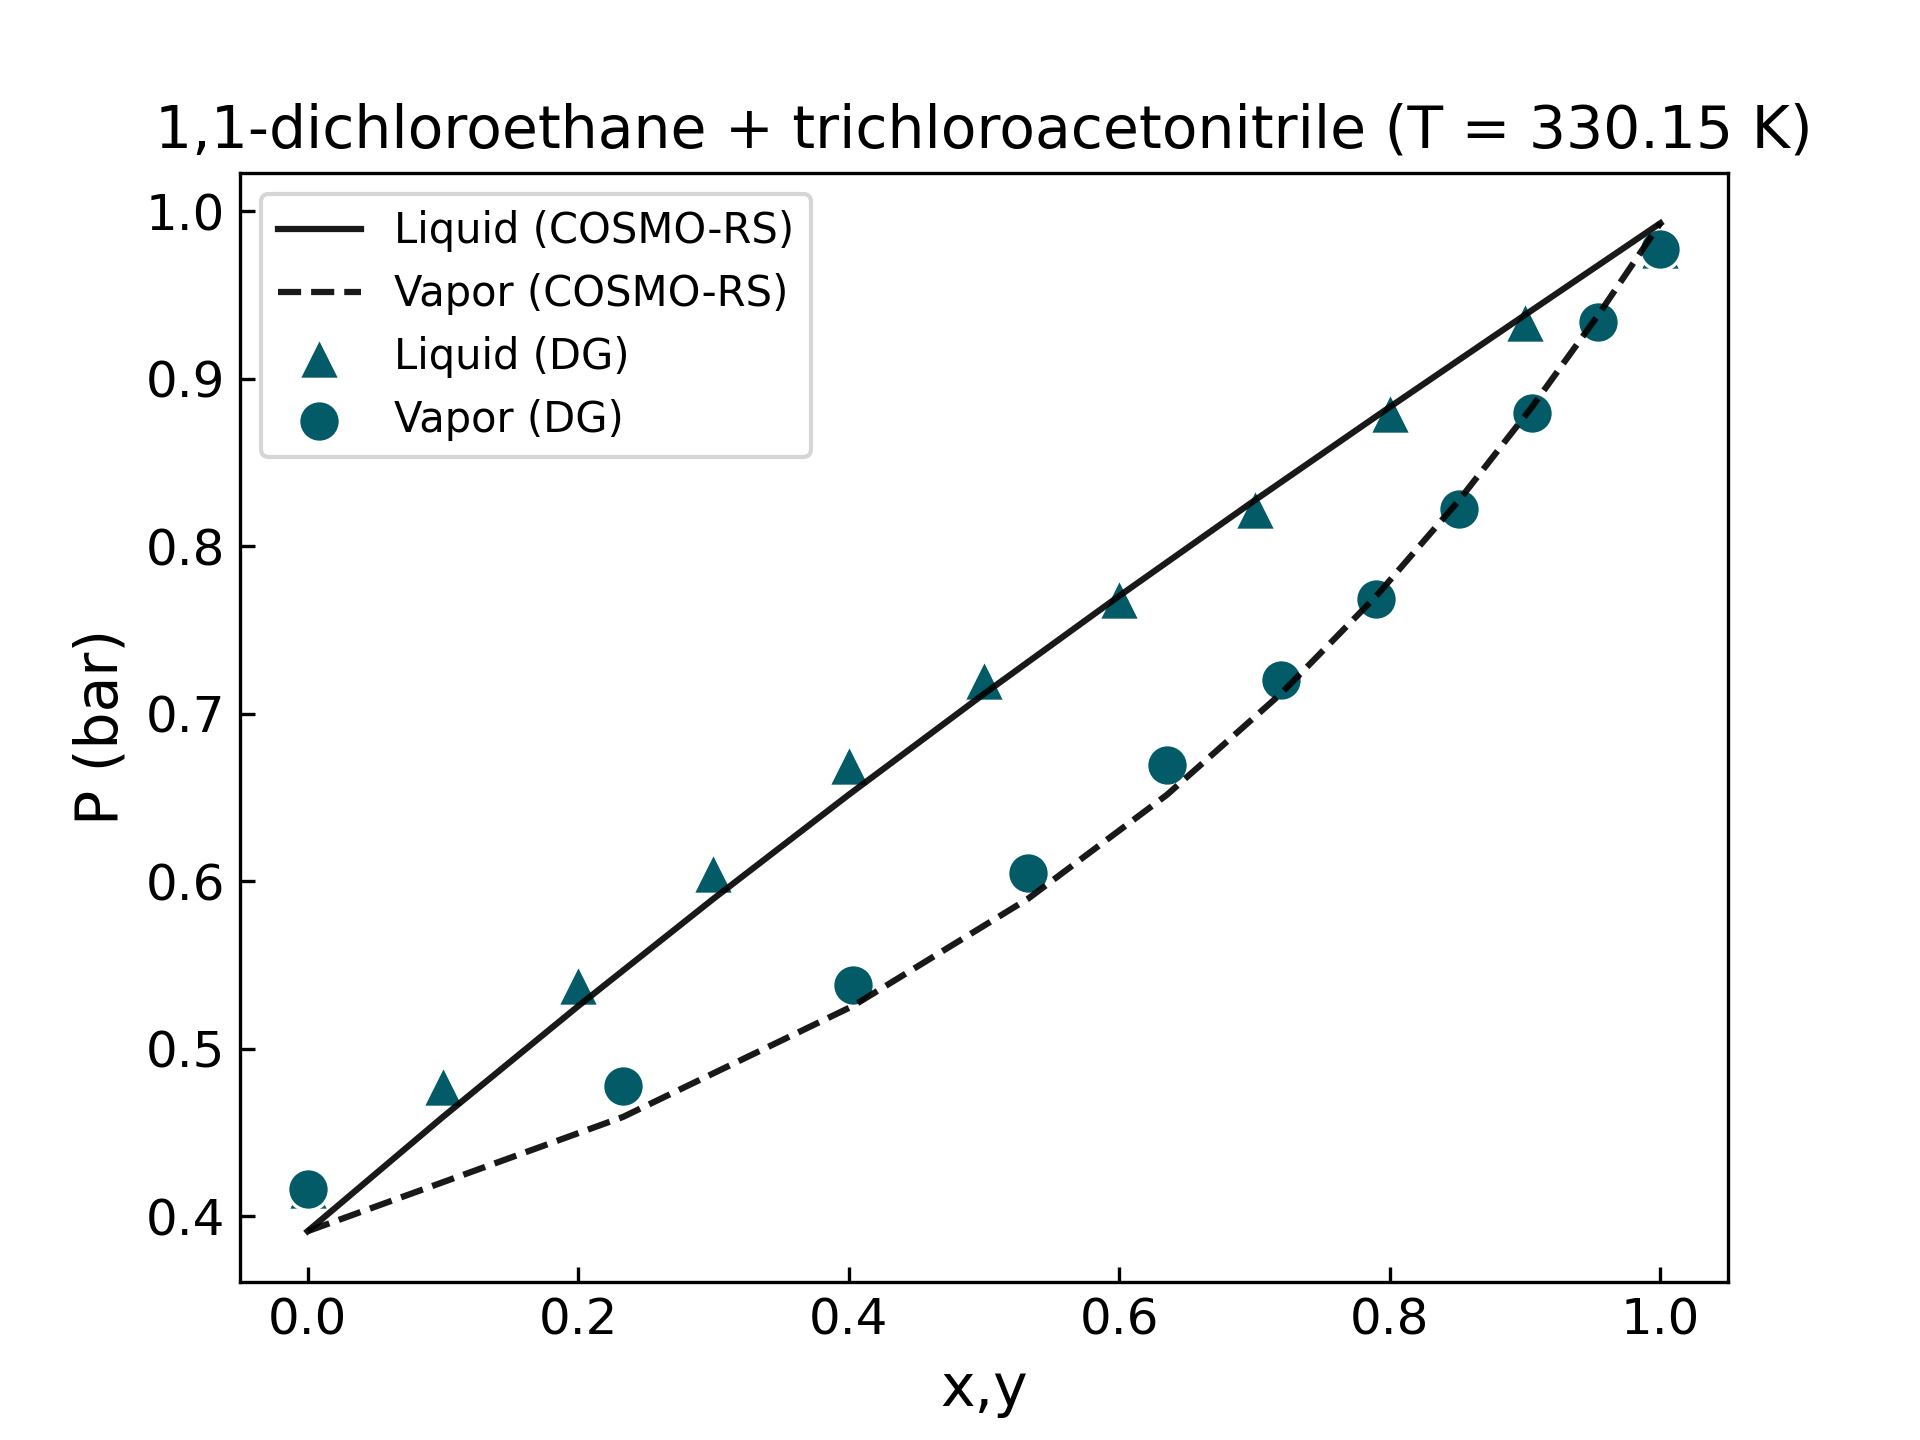 1,1-dichloroethane + trichloroacetonitrile (T = 330.15 K)
Liquid (COSMO-RS)
Vapor (COSMO-RS)
Liquid (DG)
Vapor (DG)
1.0
0.9
0.8
0.7
0.6
0.5
0.4
P (bar)
0.0 0.2 0.4 0.6 0.8 1.0
x,y